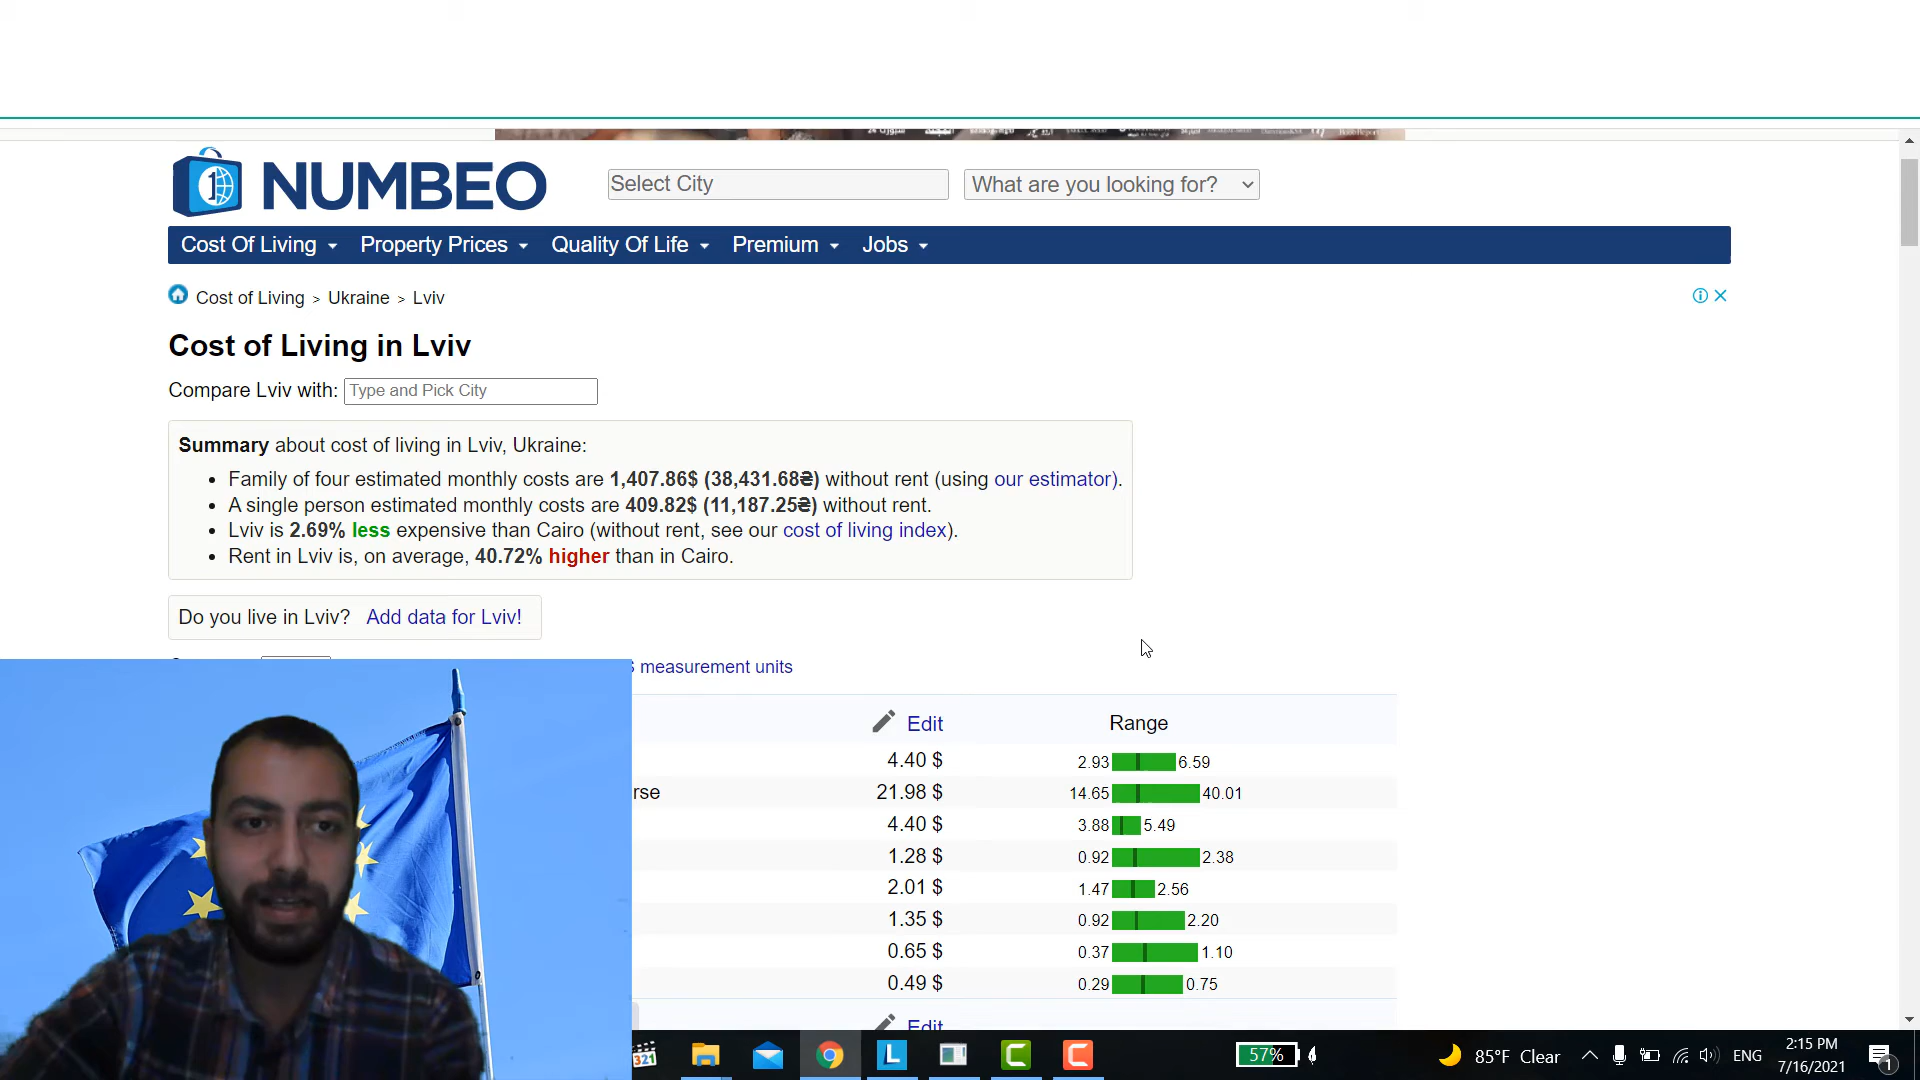 NUMBEO
Select City
What are you looking for?
Cost Of Living Property Prices Quality Of Life Premium Jobs
Cost of Living > Ukraine > Lviv
Cost of Living in Lviv
Compare Lviv with: Type and Pick City
Summary about cost of living in Lviv, Ukraine:
Family of four estimated monthly costs are 1,407.86$ (38,431.68₴) without rent (using our estimator).
A single person estimated monthly costs are 409.82$ (11,187.25₴) without rent.
Lviv is 2.69% less expensive than Cairo (without rent, see our cost of living index).
Rent in Lviv is, on average, 40.72% higher than in Cairo.
Do you live in Lviv? Add data for Lviv!
measurement units
Edit Range
4.40 $ 2.93 6.59
rse 21.98 $ 14.65 40.01
4.40 $ 3.88 5.49
1.28 $ 0.92 2.38
2.01 $ 1.47 2.56
1.35 $ 0.92 2.20
0.65 $ 0.37 1.10
0.49 $ 0.29 0.75
Edit
321
L
C
C
57%
85°F Clear
ENG
2:15 PM
7/16/2021
1